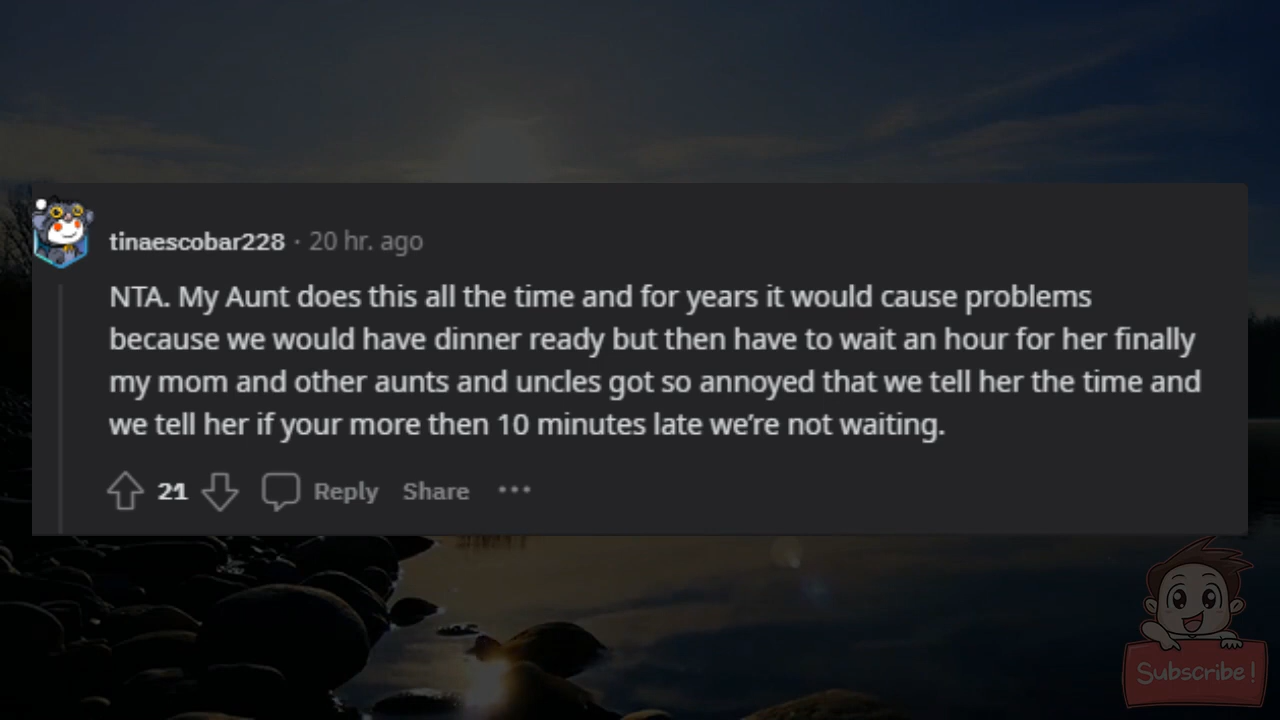 tinaescobar228 · 20 hr. ago
NTA. My Aunt does this all the time and for years it would cause problems
because we would have dinner ready but then have to wait an hour for her finally
my mom and other aunts and uncles got so annoyed that we tell her the time and
we tell her if your more then 10 minutes late we’re not waiting.
21 Reply Share ···
Subscribe!